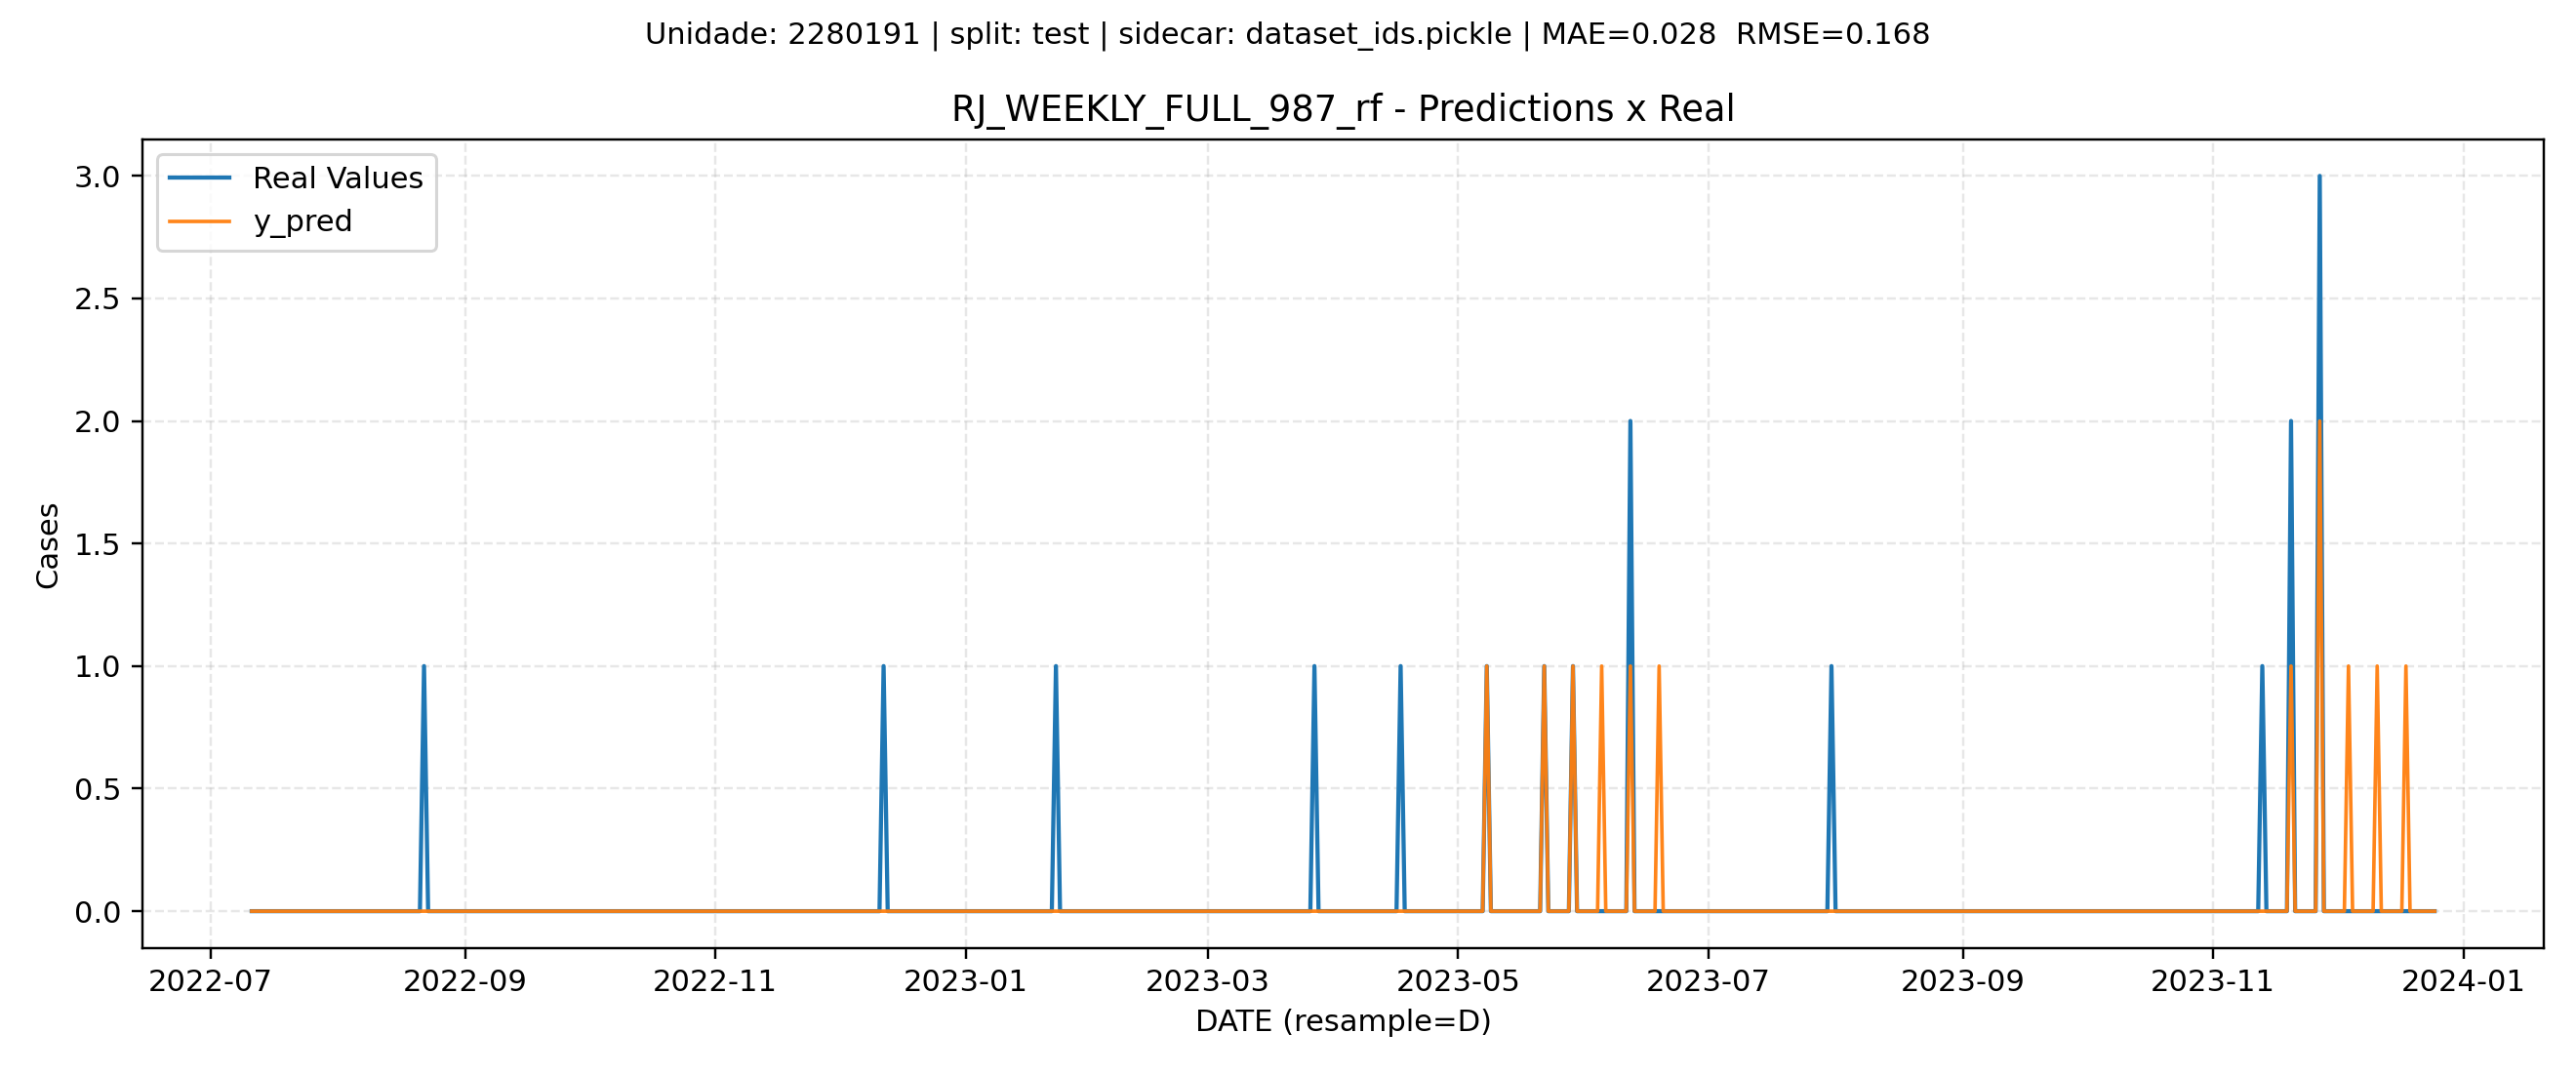 Unidade: 2280191 | split: test | sidecar: dataset_ids.pickle | MAE=0.028  RMSE=0.168
RJ_WEEKLY_FULL_987_rf - Predictions x Real
Real Values
y_pred
3.0
2.5
2.0
1.5
1.0
0.5
0.0
Cases
2022-07 2022-09 2022-11 2023-01 2023-03 2023-05 2023-07 2023-09 2023-11 2024-01
DATE (resample=D)